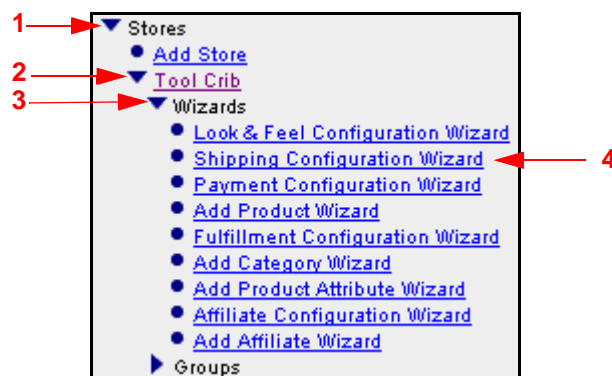 1 Stores
Add Store
2 Tool Crib
3 Wizards
Look & Feel Configuration Wizard
Shipping Configuration Wizard 4
Payment Configuration Wizard
Add Product Wizard
Fulfillment Configuration Wizard
Add Category Wizard
Add Product Attribute Wizard
Affiliate Configuration Wizard
Add Affiliate Wizard
Groups